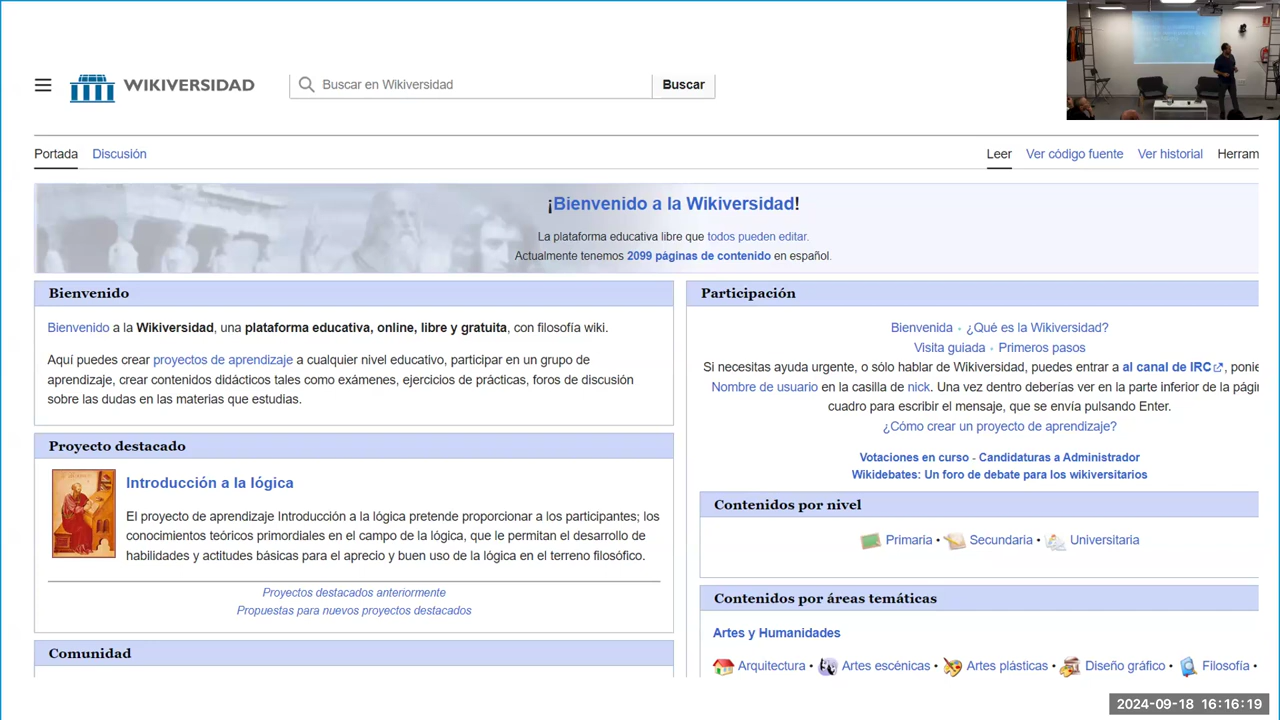 WIKIVERSIDAD
Buscar en Wikiversidad
Buscar
Portada Discusión
Leer Ver código fuente Ver historial Herram
¡Bienvenido a la Wikiversidad!
La plataforma educativa libre que todos pueden editar.
Actualmente tenemos 2099 páginas de contenido en español.
Bienvenido
Bienvenido a la Wikiversidad, una plataforma educativa, online, libre y gratuita, con filosofía wiki.
Aquí puedes crear proyectos de aprendizaje a cualquier nivel educativo, participar en un grupo de
aprendizaje, crear contenidos didácticos tales como exámenes, ejercicios de prácticas, foros de discusión
sobre las dudas en las materias que estudias.
Proyecto destacado
Introducción a la lógica
El proyecto de aprendizaje Introducción a la lógica pretende proporcionar a los participantes; los
conocimientos teóricos primordiales en el campo de la lógica, que le permitan el desarrollo de
habilidades y actitudes básicas para el aprecio y buen uso de la lógica en el terreno filosófico.
Proyectos destacados anteriormente
Propuestas para nuevos proyectos destacados
Comunidad
Participación
Bienvenida • ¿Qué es la Wikiversidad?
Visita guiada • Primeros pasos
Si necesitas ayuda urgente, o sólo hablar de Wikiversidad, puedes entrar a al canal de IRC, ponie
Nombre de usuario en la casilla de nick. Una vez dentro deberías ver en la parte inferior de la págin
cuadro para escribir el mensaje, que se envía pulsando Enter.
¿Cómo crear un proyecto de aprendizaje?
Votaciones en curso - Candidaturas a Administrador
Wikidebates: Un foro de debate para los wikiversitarios
Contenidos por nivel
Primaria • Secundaria • Universitaria
Contenidos por áreas temáticas
Artes y Humanidades
Arquitectura • Artes escénicas • Artes plásticas • Diseño gráfico • Filosofía •
2024-09-18 16:16:19